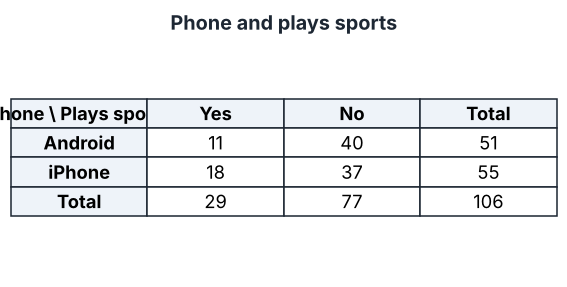 Phone and plays sports
hone \ Plays spo Yes No Total
Android 11 40 51
iPhone 18 37 55
Total 29 77 106